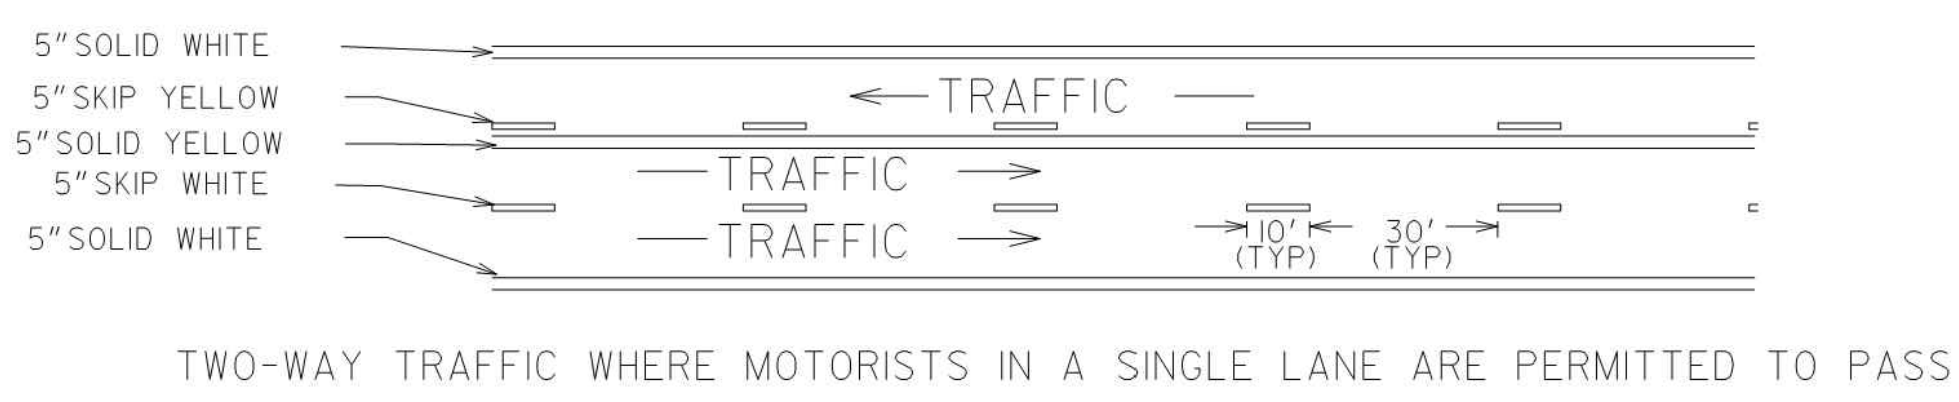 5" SOLID WHITE
5" SKIP YELLOW
5" SOLID YELLOW
5" SKIP WHITE
5" SOLID WHITE
TRAFFIC
TRAFFIC
TRAFFIC
10' 30'
(TYP) (TYP)
TWO-WAY TRAFFIC WHERE MOTORISTS IN A SINGLE LANE ARE PERMITTED TO PASS